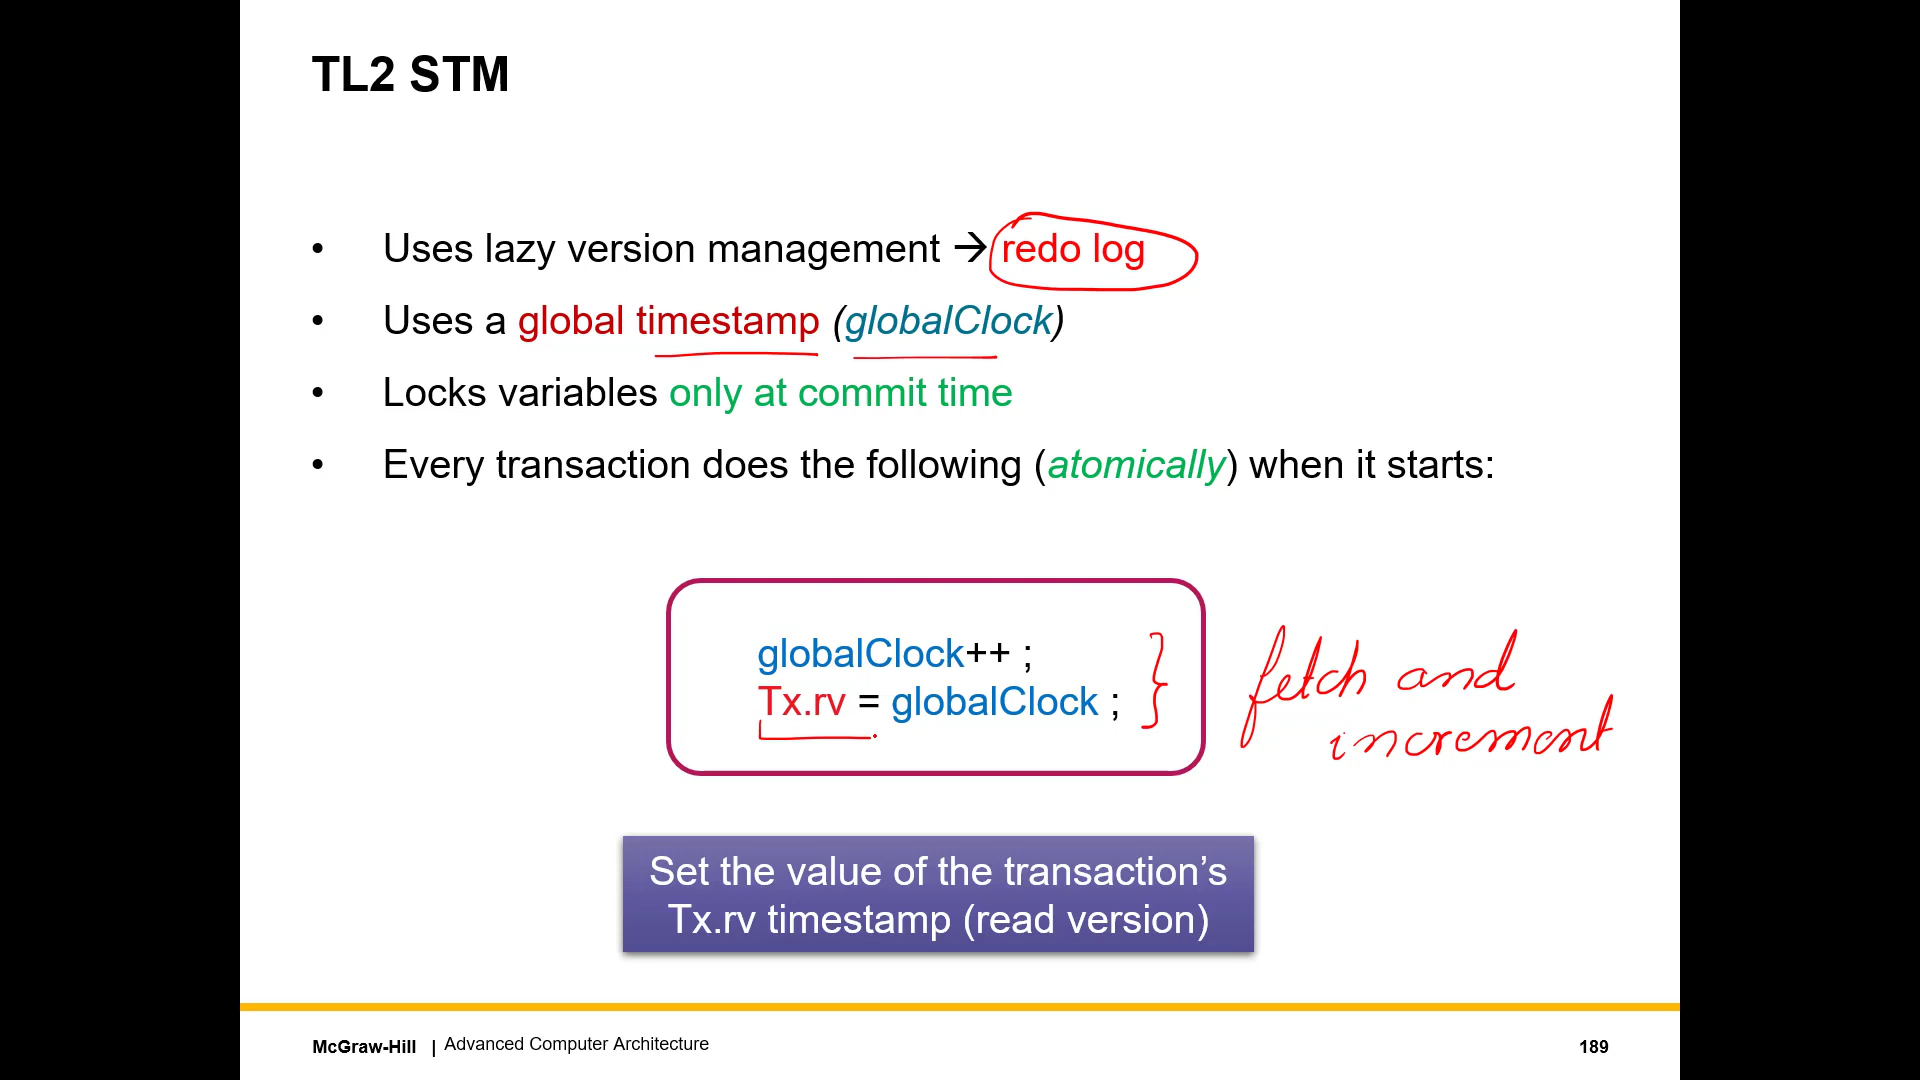 TL2 STM
• Uses lazy version management → redo log
• Uses a global timestamp (globalClock)
• Locks variables only at commit time
• Every transaction does the following (atomically) when it starts:
globalClock++ ;
Tx.rv = globalClock ;
fetch and
increment
Set the value of the transaction’s
Tx.rv timestamp (read version)
McGraw-Hill | Advanced Computer Architecture
189